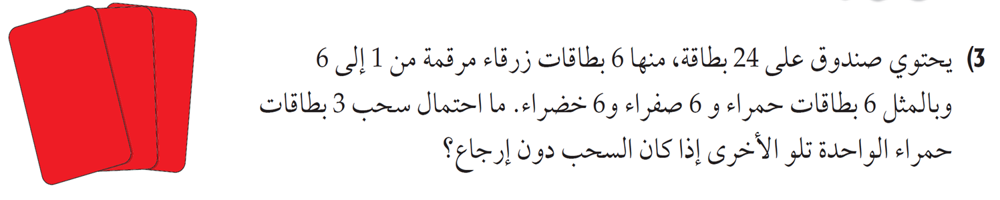 3) يحتوي صندوق على 24 بطاقة، منها 6 بطاقات زرقاء مرقمة من 1 إلى 6
وبالمثل 6 بطاقات حمراء و 6 صفراء و6 خضراء. ما احتمال سحب 3 بطاقات
حمراء الواحدة تلو الأخرى إذا كان السحب دون إرجاع؟